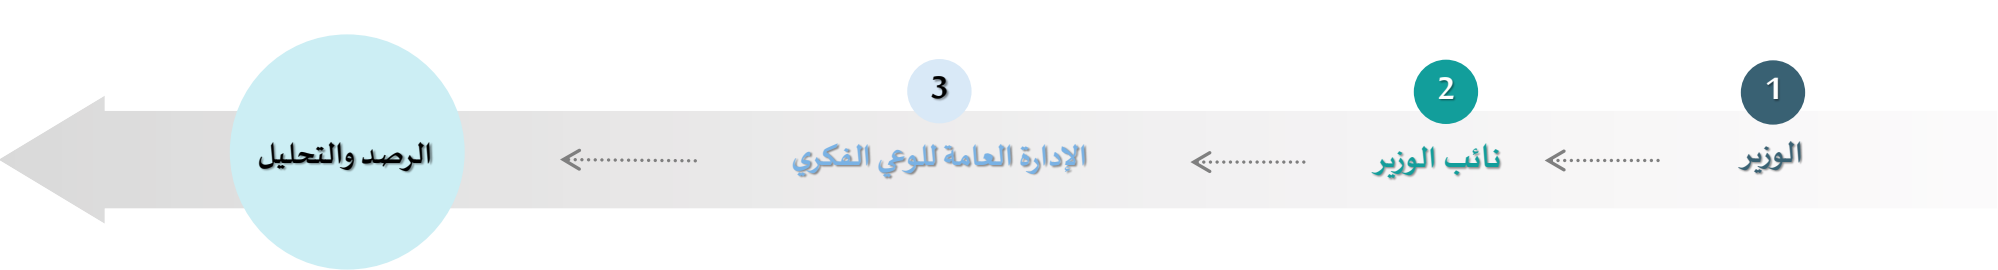 1
الوزير
2
نائب الوزير
3
الإدارة العامة للوعي الفكري
الرصد والتحليل